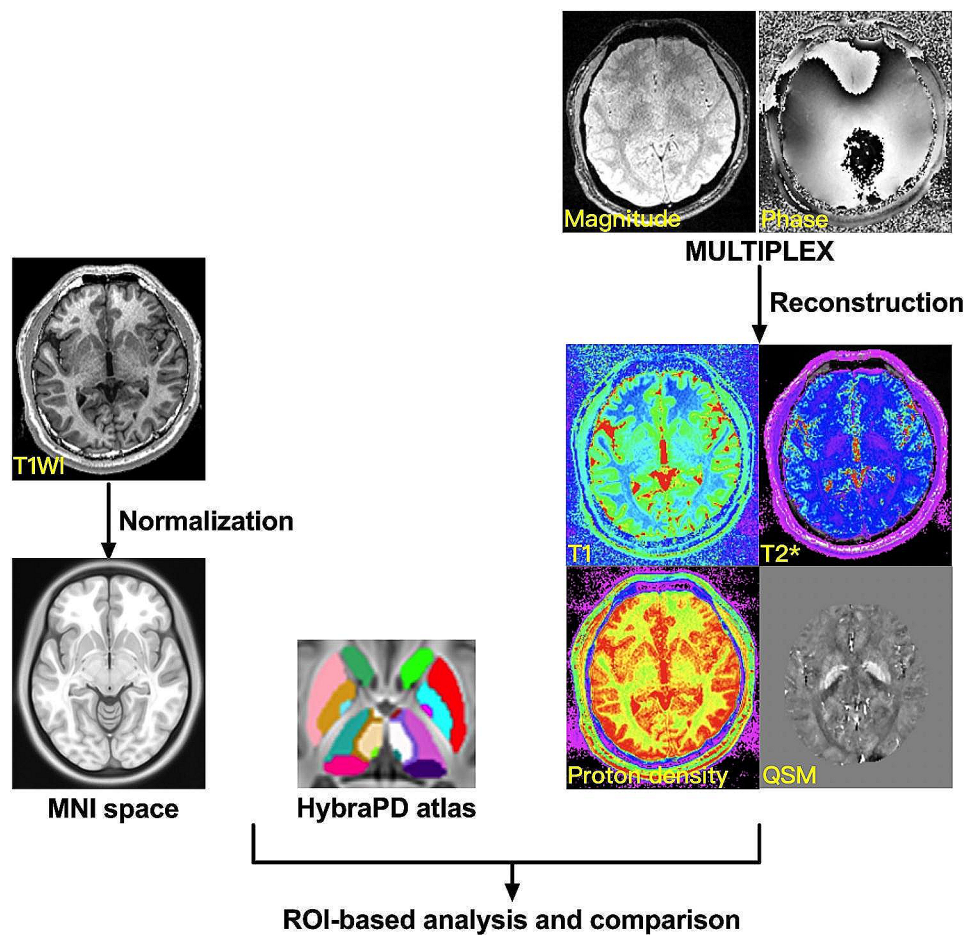 Magnitude
Phase
MULTIPLEX
Reconstruction
T1WI
Normalization
T1
T2*
Proton-density
QSM
MNI space
HybraPD atlas
ROI-based analysis and comparison